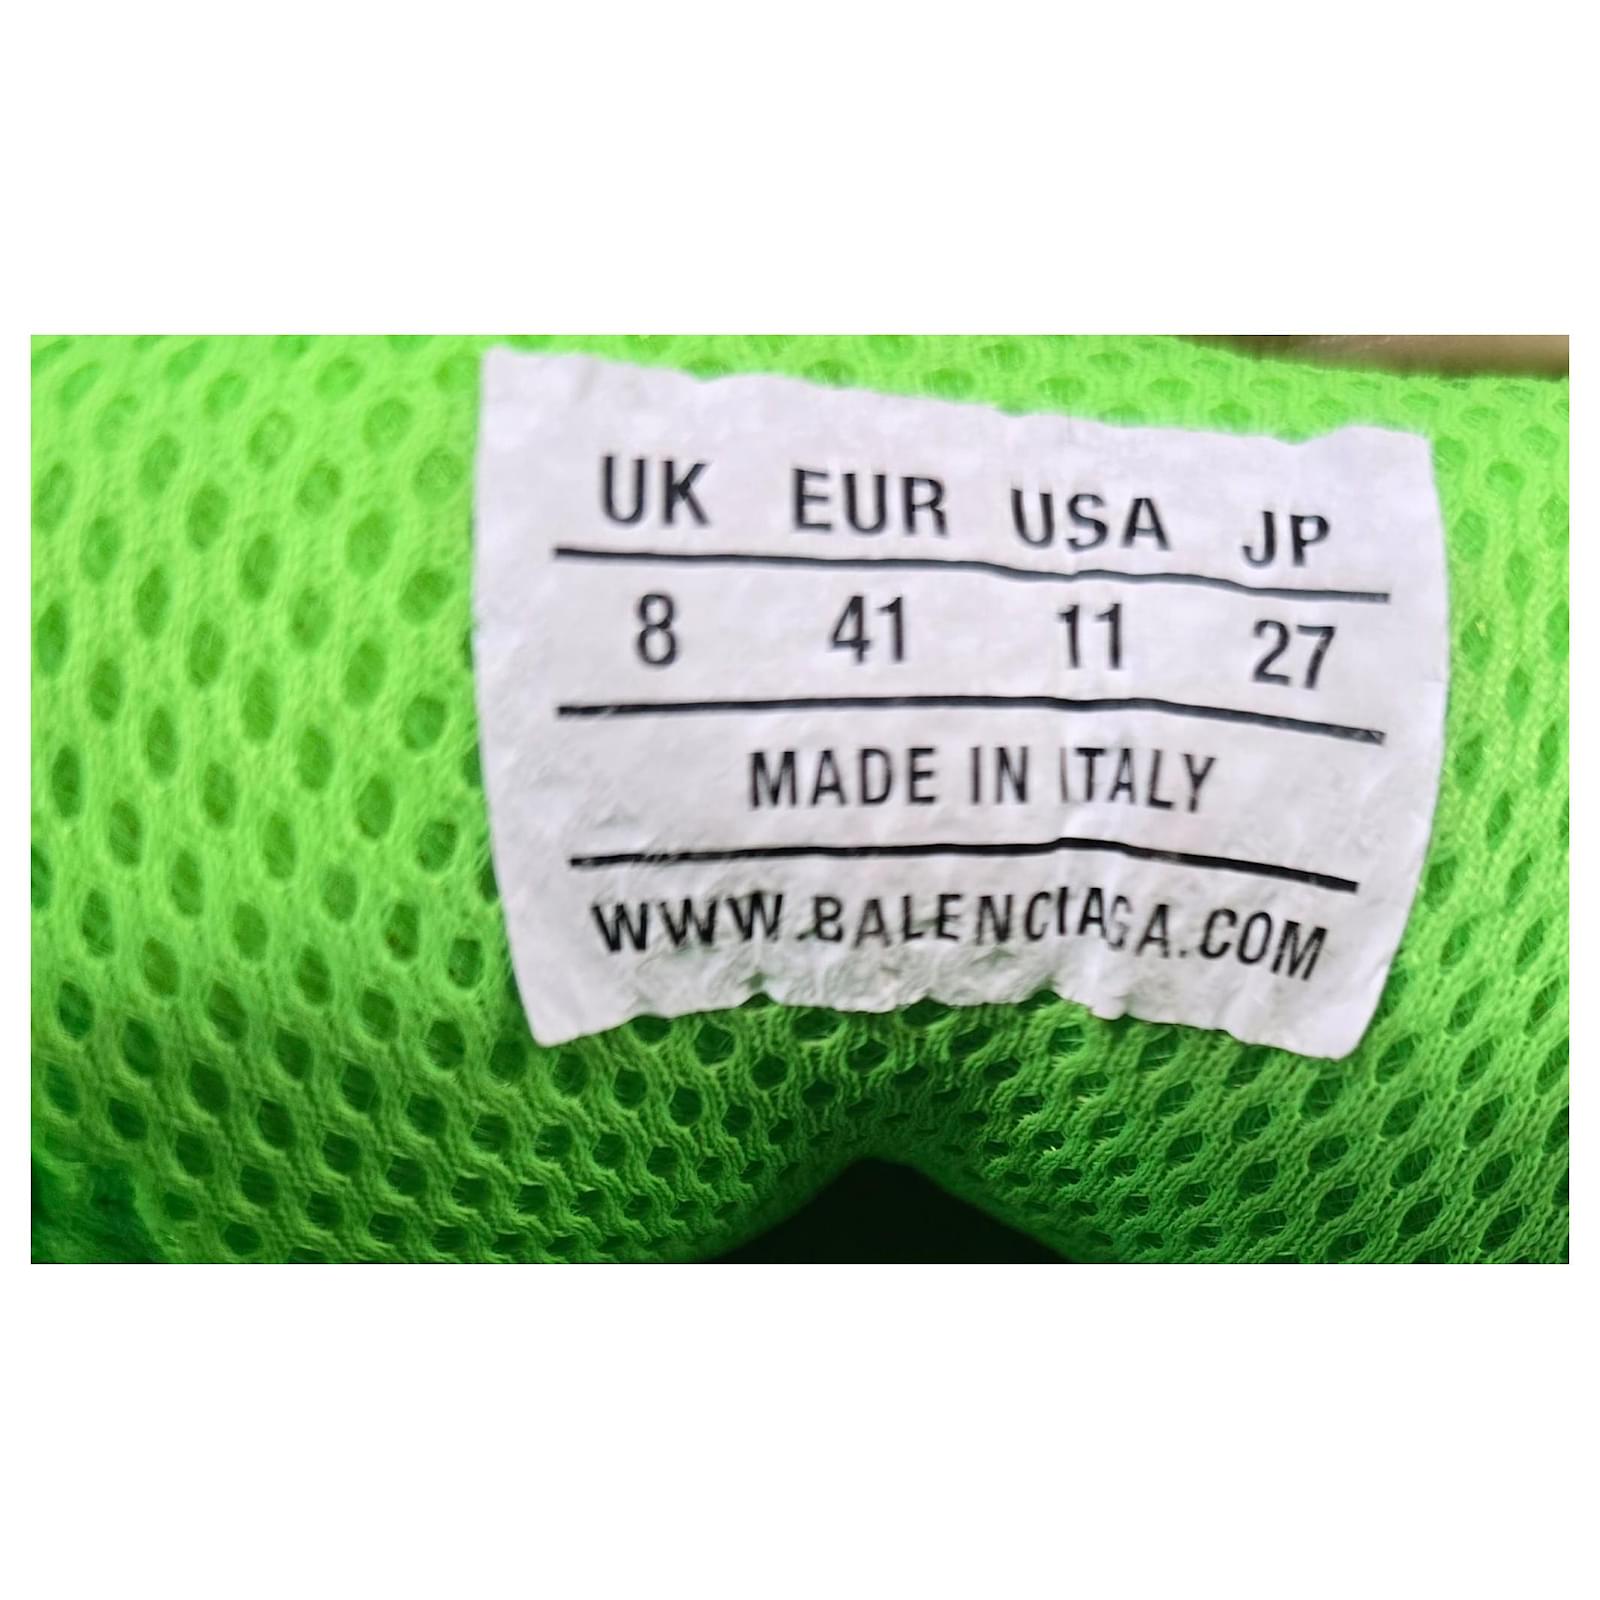 UK EUR USA JP
8 41 11 27
MADE IN ITALY
WWW.BALENCIAGA.COM